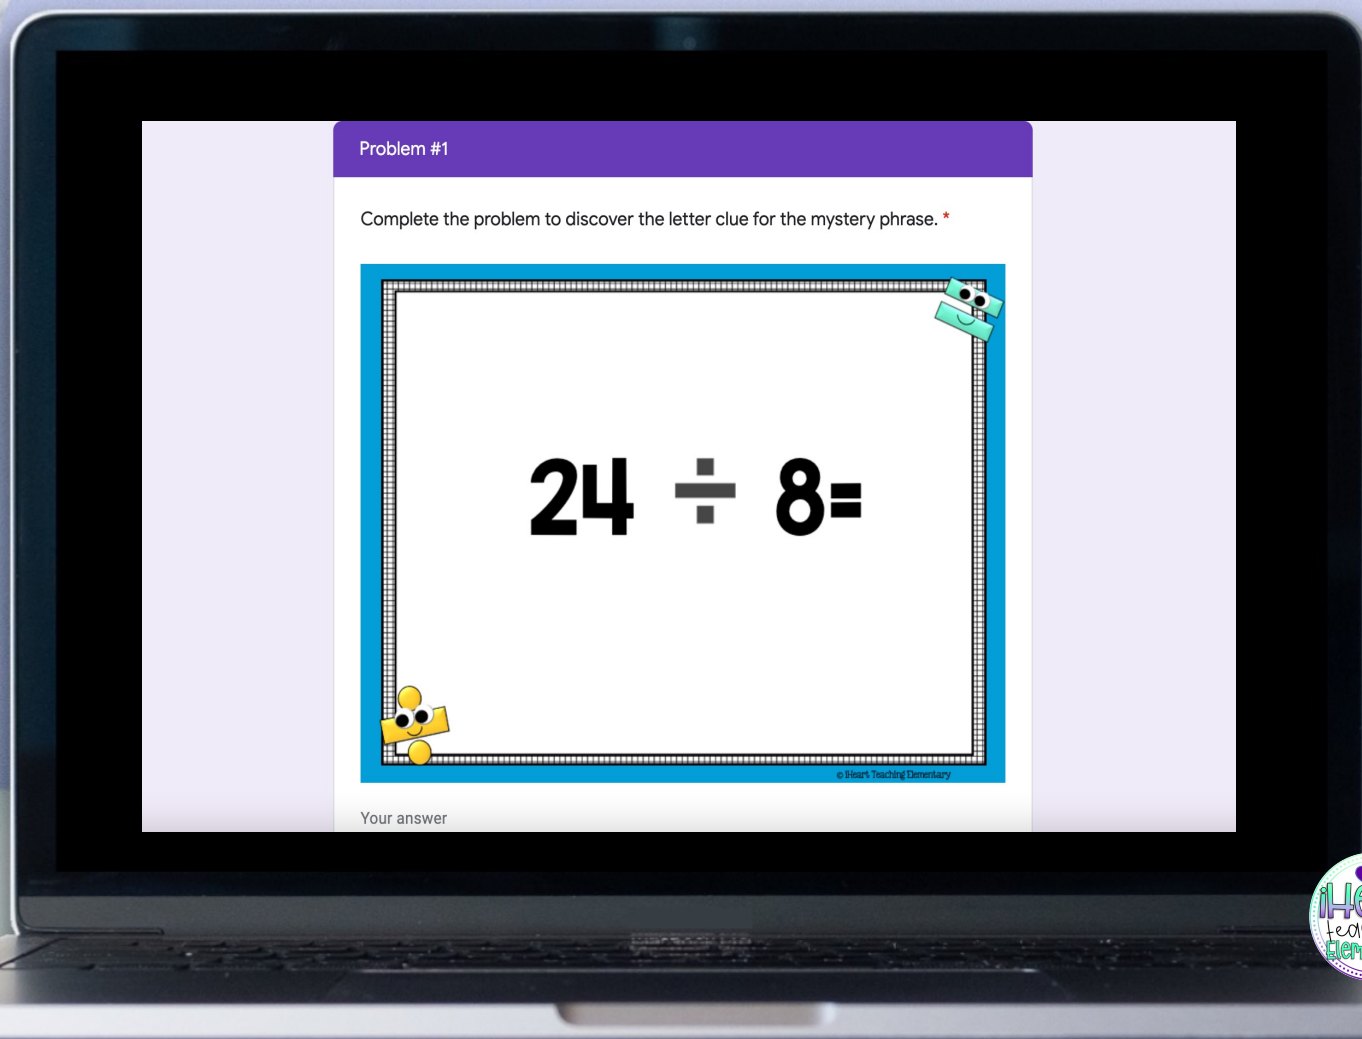 Problem #1
Complete the problem to discover the letter clue for the mystery phrase. *
24 ÷ 8=
© iHeart Teaching Elementary
Your answer